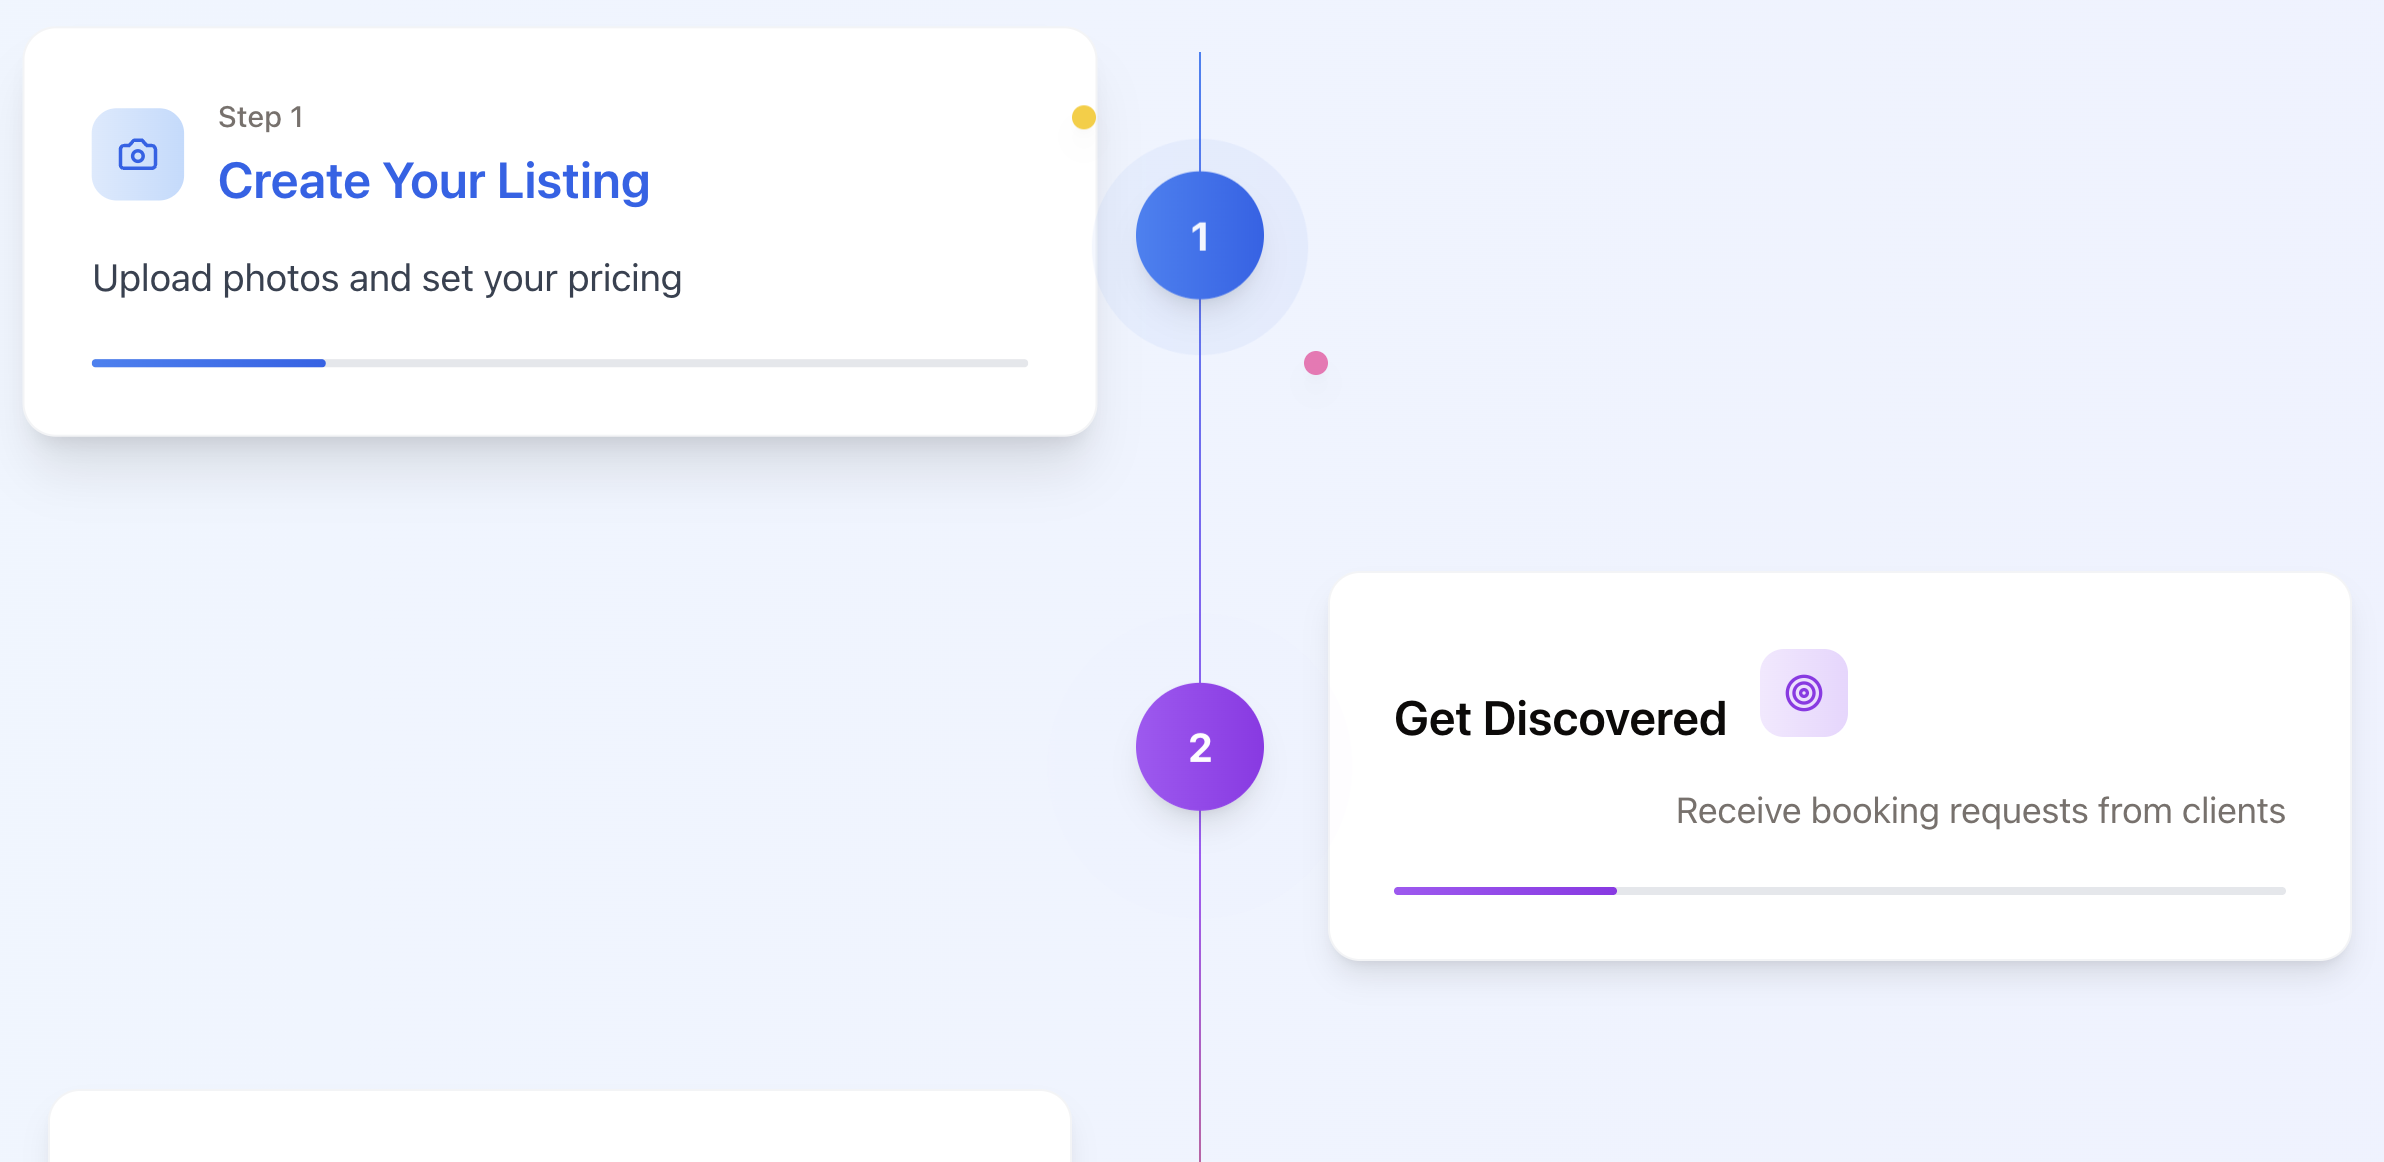 Step 1
Create Your Listing
Upload photos and set your pricing
1
2
Get Discovered
Receive booking requests from clients